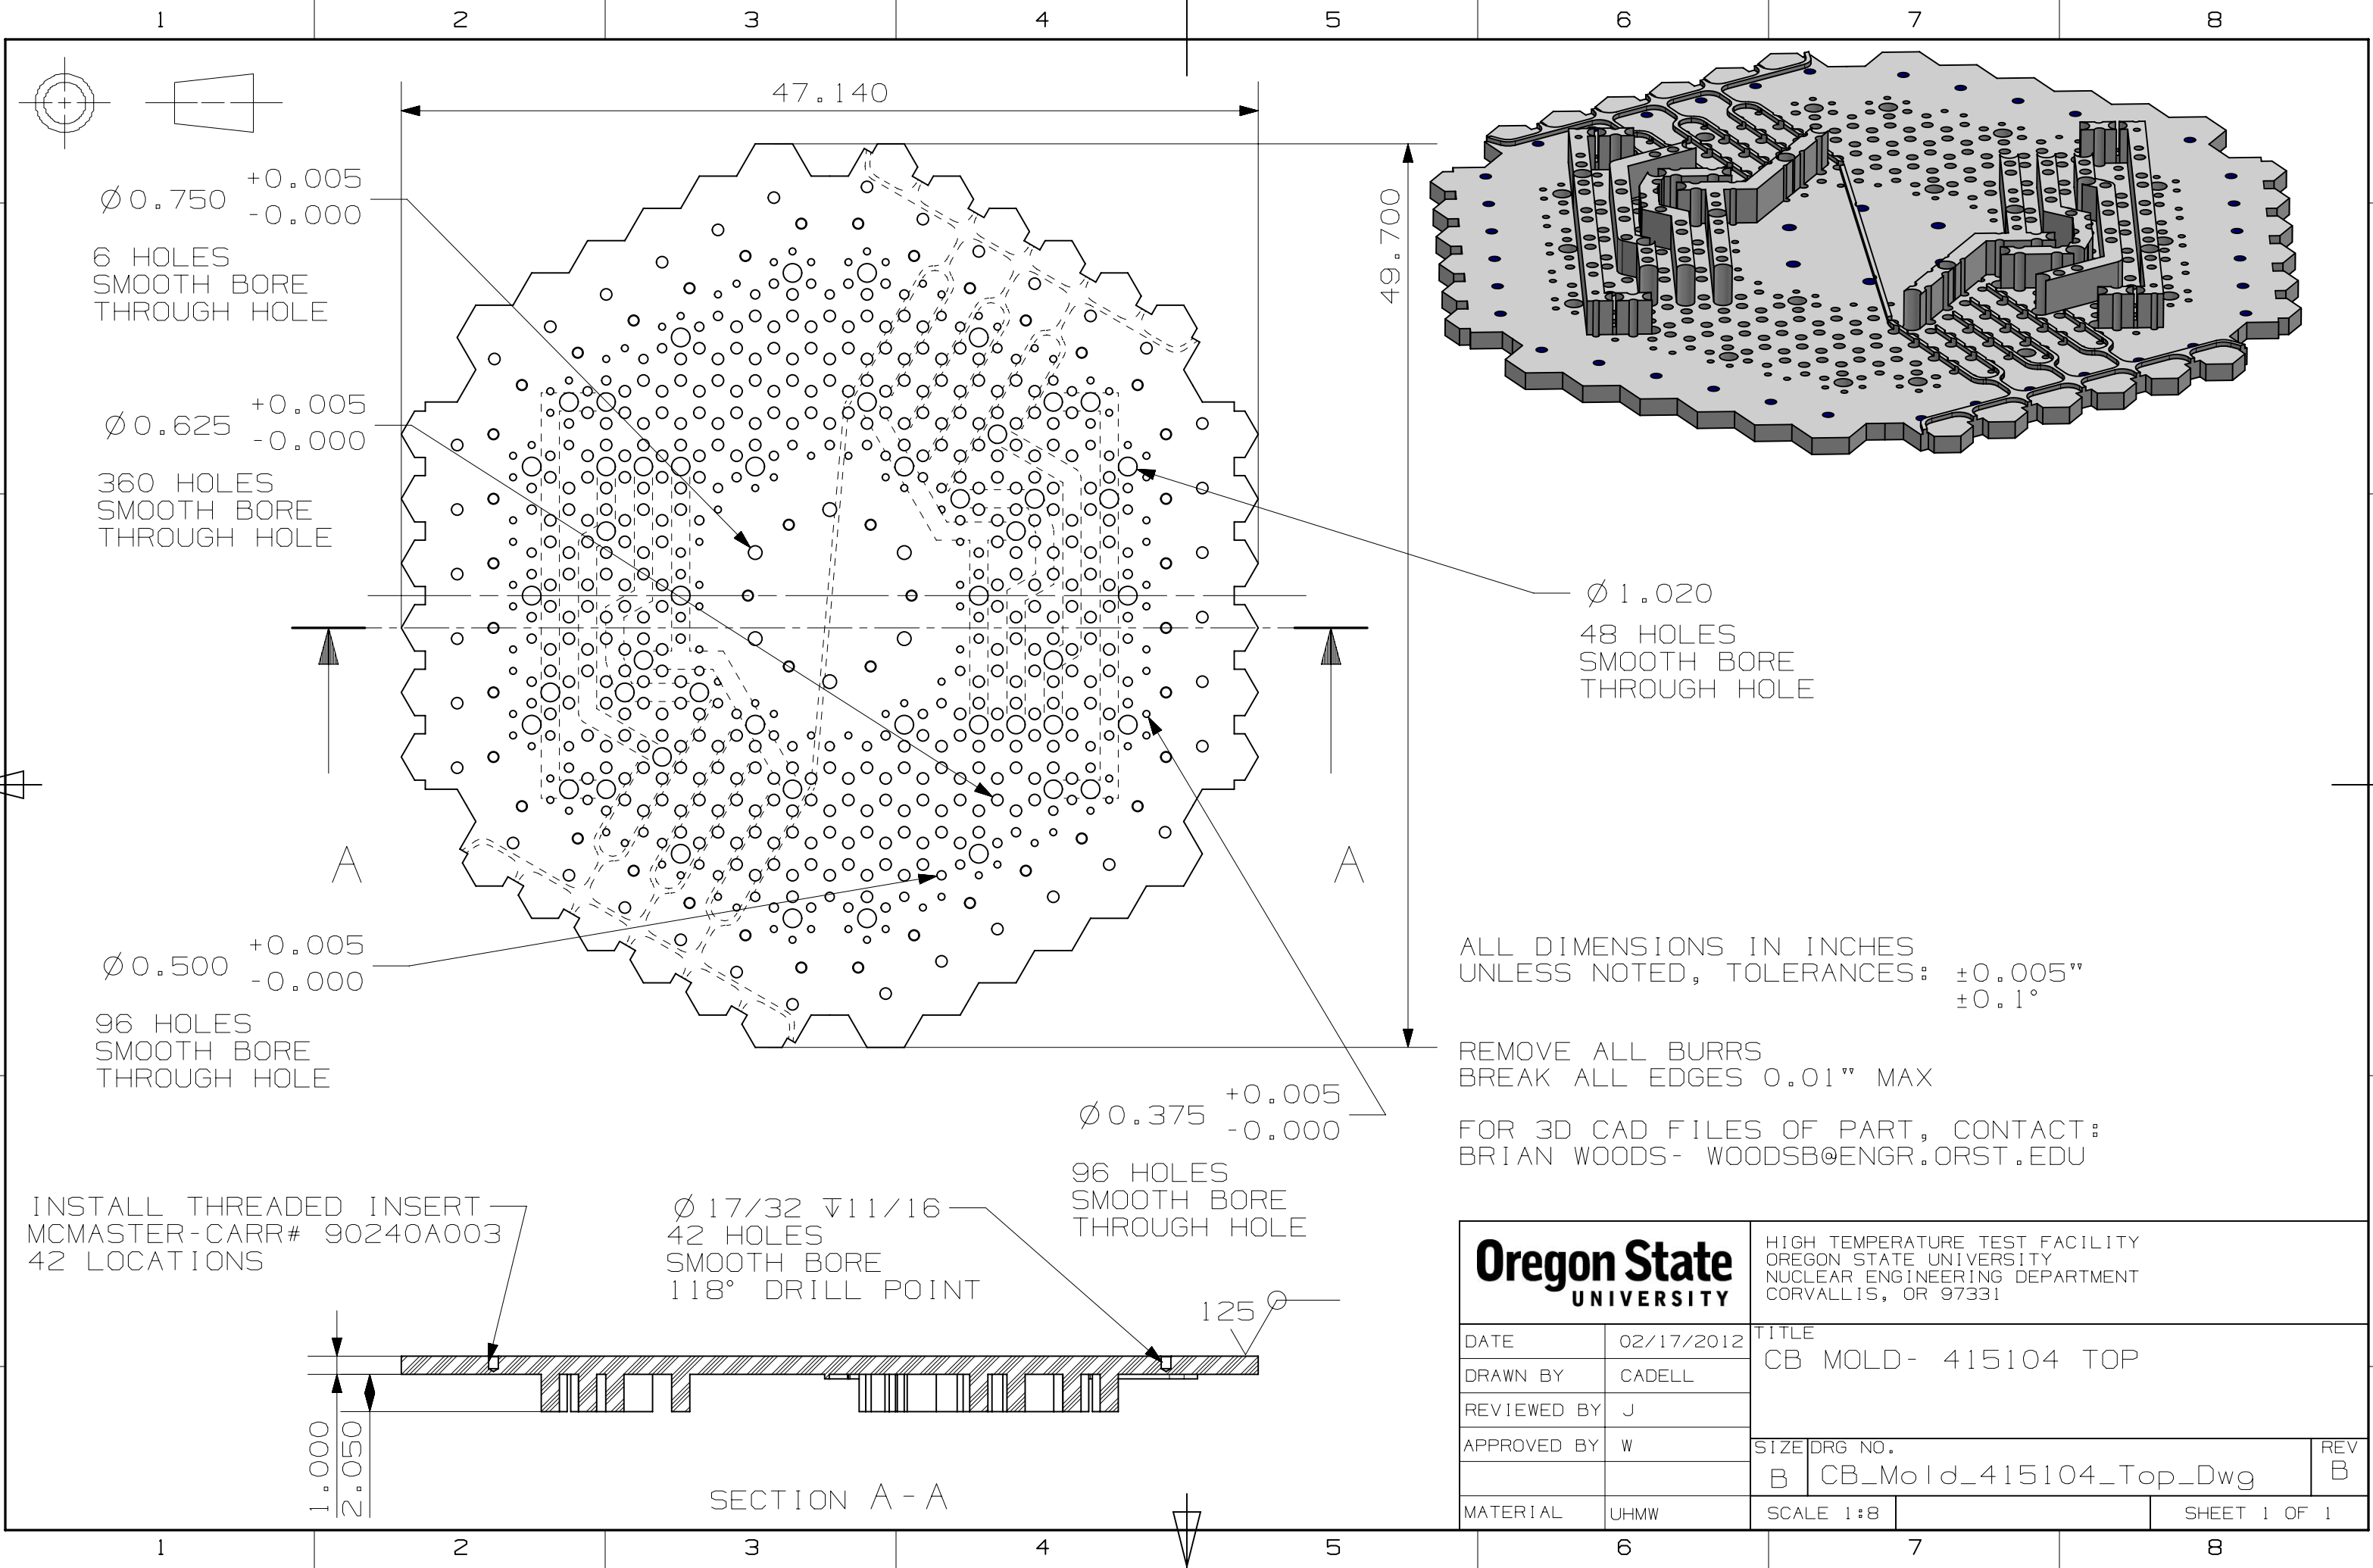 1 2 3 4 5 6 7 8
47.140
49.700
Ø0.750 +0.005
-0.000
6 HOLES
SMOOTH BORE
THROUGH HOLE
Ø0.625 +0.005
-0.000
360 HOLES
SMOOTH BORE
THROUGH HOLE
Ø1.020
48 HOLES
SMOOTH BORE
THROUGH HOLE
A A
Ø0.500 +0.005
-0.000
96 HOLES
SMOOTH BORE
THROUGH HOLE
Ø0.375 +0.005
-0.000
96 HOLES
SMOOTH BORE
THROUGH HOLE
ALL DIMENSIONS IN INCHES
UNLESS NOTED, TOLERANCES: ±0.005"
±0.1°
REMOVE ALL BURRS
BREAK ALL EDGES 0.01" MAX
FOR 3D CAD FILES OF PART, CONTACT:
BRIAN WOODS- WOODSB@ENGR.ORST.EDU
INSTALL THREADED INSERT
MCMASTER-CARR# 90240A003
42 LOCATIONS
Ø17/32 ↧11/16
42 HOLES
SMOOTH BORE
118° DRILL POINT
125
1.000
2.050
SECTION A-A
Oregon State
UNIVERSITY
HIGH TEMPERATURE TEST FACILITY
OREGON STATE UNIVERSITY
NUCLEAR ENGINEERING DEPARTMENT
CORVALLIS, OR 97331
DATE 02/17/2012
DRAWN BY CADELL
REVIEWED BY J
APPROVED BY W
MATERIAL UHMW
TITLE
CB MOLD- 415104 TOP
SIZE DRG NO. REV
B CB_Mold_415104_Top_Dwg B
SCALE 1:8 SHEET 1 OF 1
1 2 3 4 5 6 7 8